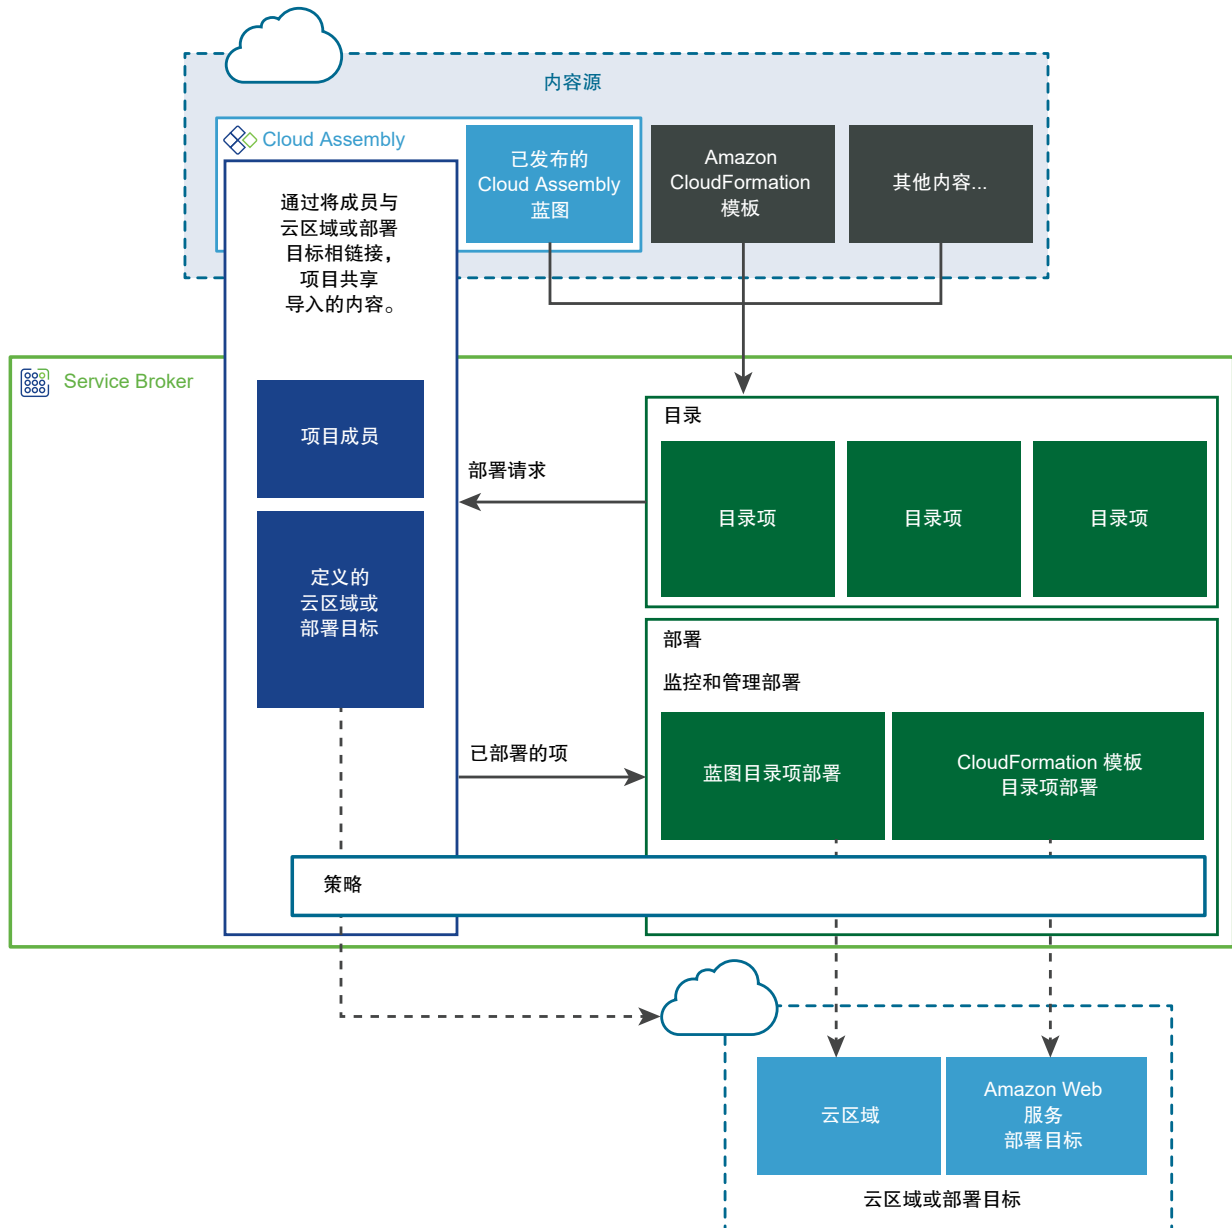 内容源
Cloud Assembly
已发布的
Cloud Assembly
蓝图
Amazon
CloudFormation
模板
其他内容...
通过将成员与
云区域或部署
目标相链接，
项目共享
导入的内容。
Service Broker
项目成员
定义的
云区域或
部署目标
部署请求
目录
目录项
目录项
目录项
部署
监控和管理部署
已部署的项
蓝图目录项部署
CloudFormation 模板
目录项部署
策略
云区域
Amazon Web
服务
部署目标
云区域或部署目标